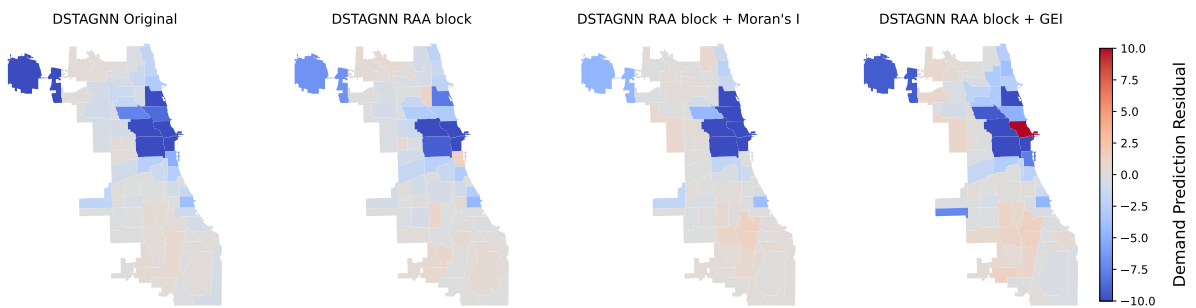 DSTAGNN Original
DSTAGNN RAA block
DSTAGNN RAA block + Moran's I
DSTAGNN RAA block + GEI
10.0
7.5
5.0
2.5
0.0
−2.5
−5.0
−7.5
−10.0
Demand Prediction Residual